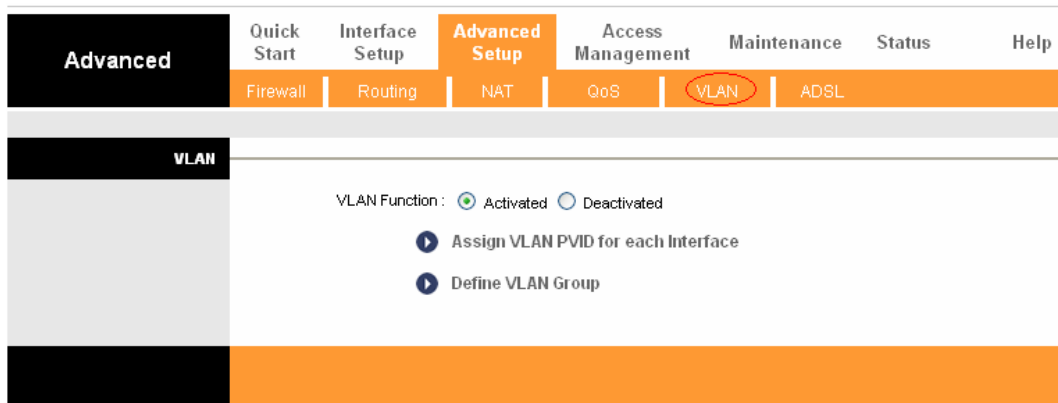 Advanced
Quick Start
Interface Setup
Advanced Setup
Access Management
Maintenance
Status
Help
Firewall
Routing
NAT
QoS
VLAN
ADSL
VLAN
VLAN Function : Activated Deactivated
Assign VLAN PVID for each Interface
Define VLAN Group